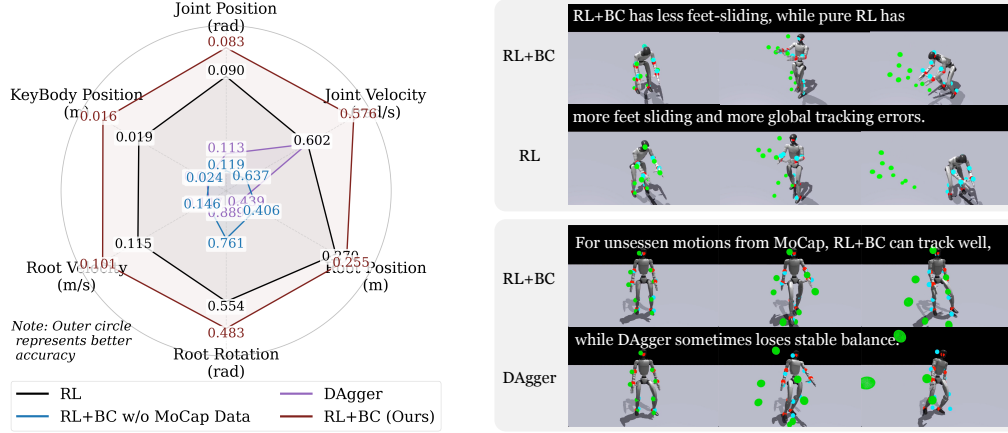 Joint Position
(rad)
0.083
0.090
KeyBody Position
0.016
0.019
Joint Velocity
0.576
0.602
0.113
0.119
0.024
0.637
0.146
0.439
0.406
0.889
0.761
0.115
0.101
Root Velocity
(m/s)
0.255
Position
(m)
0.554
0.483
Root Rotation
(rad)
Note: Outer circle
represents better
accuracy
RL
RL+BC w/o MoCap Data
DAgger
RL+BC (Ours)
RL+BC
RL+BC has less feet-sliding, while pure RL has
RL
more feet sliding and more global tracking errors.
RL+BC
For unsessen motions from MoCap, RL+BC can track well,
DAgger
while DAgger sometimes loses stable balance.